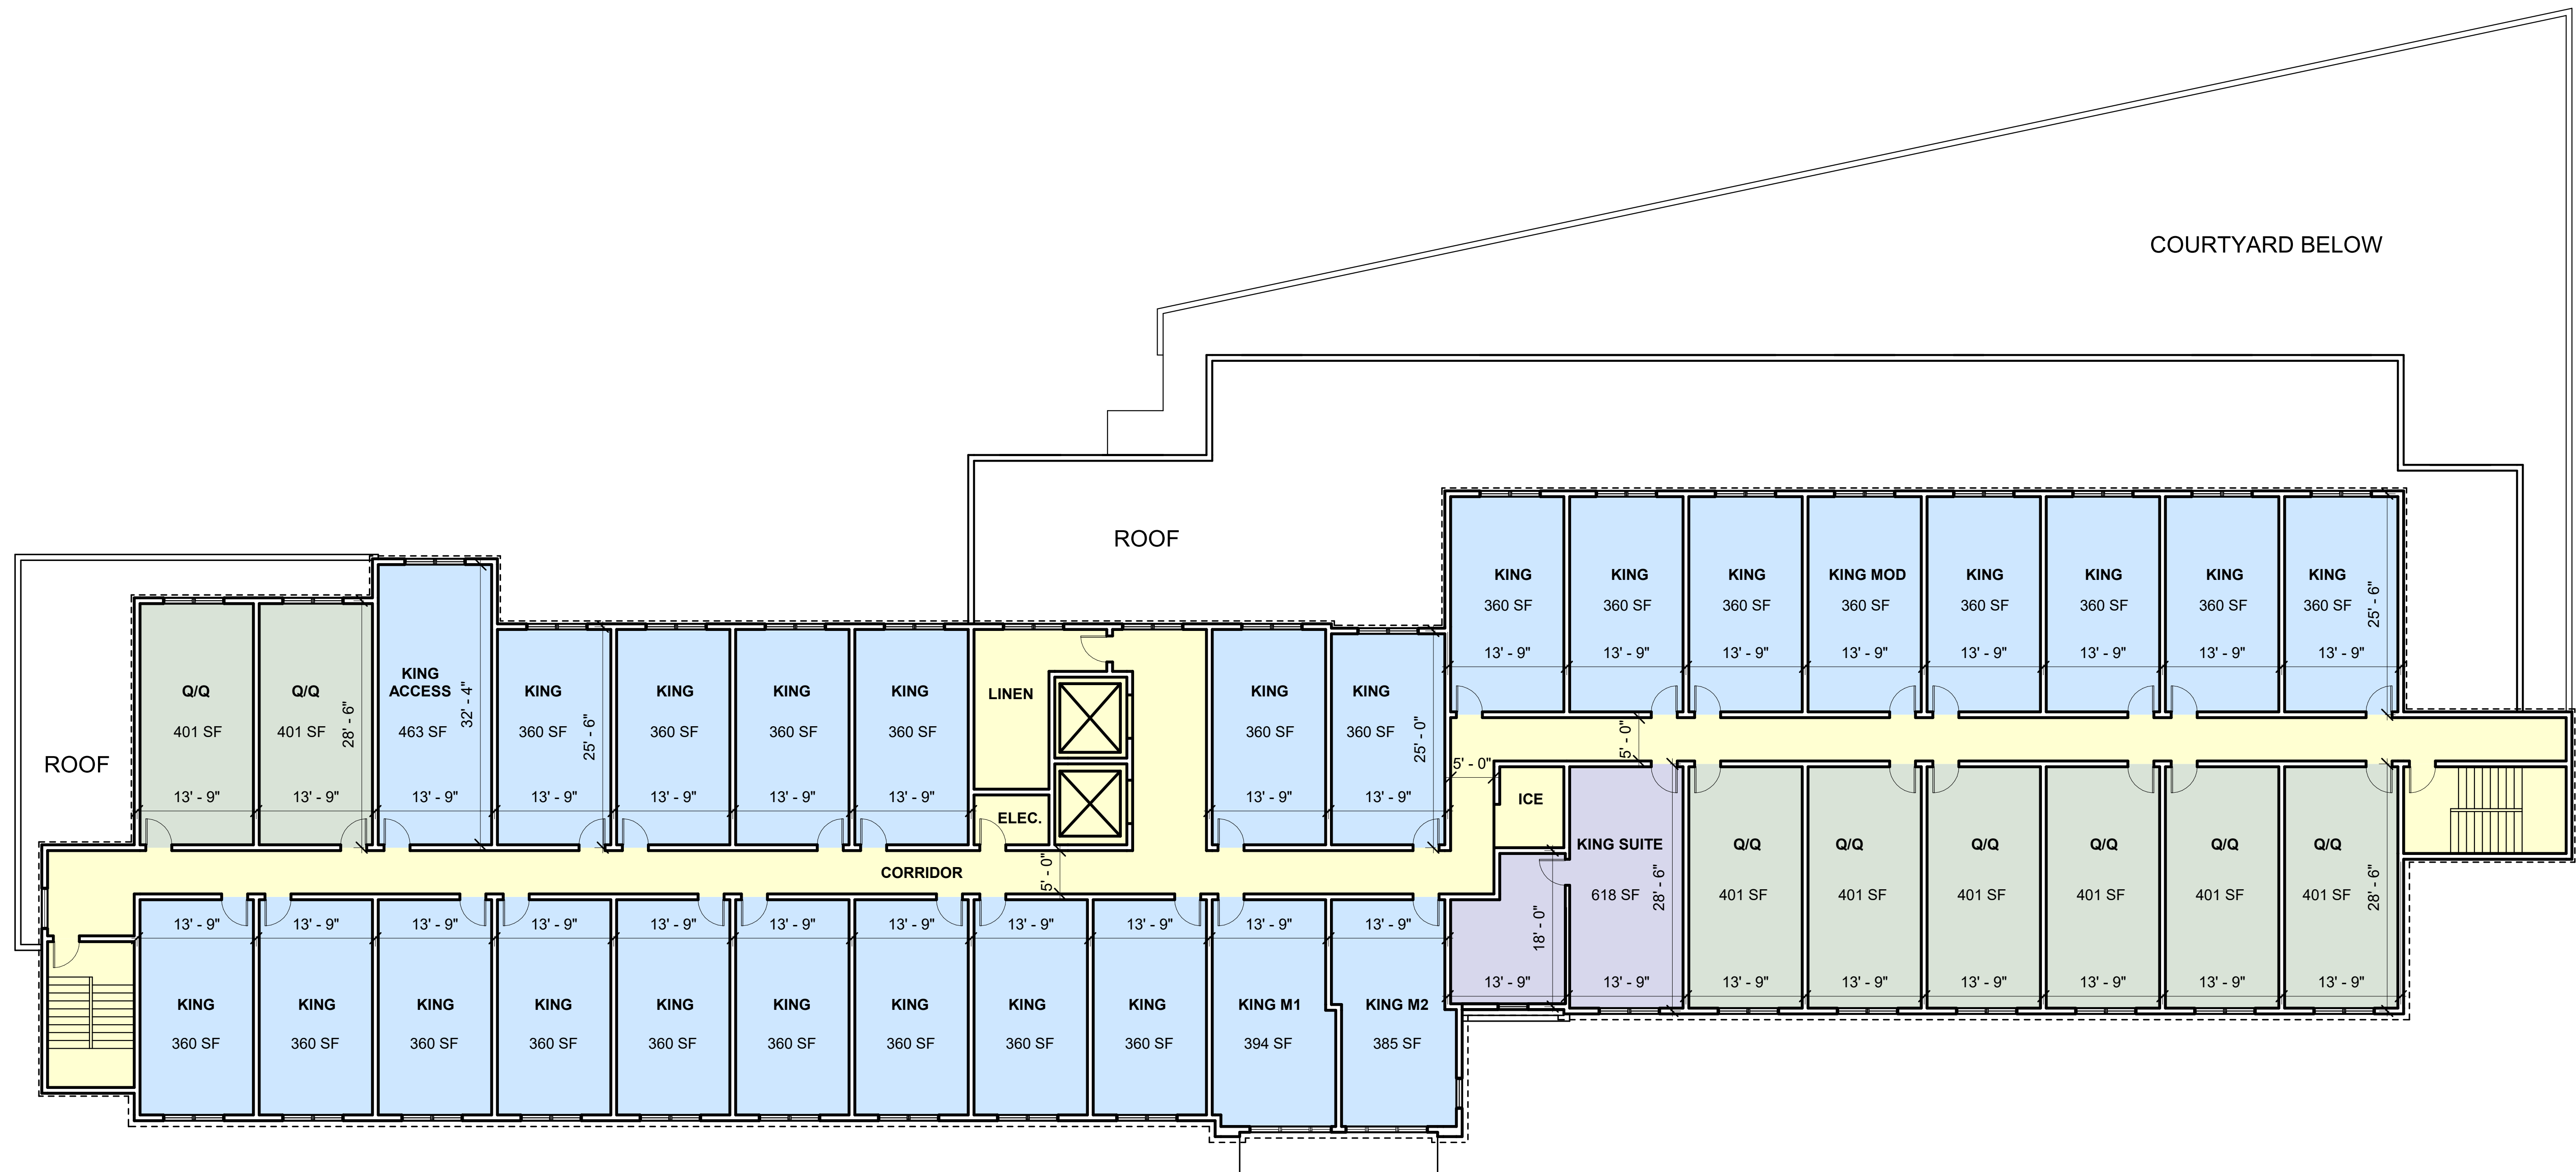 COURTYARD BELOW
ROOF
KING
KING
KING
KING MOD
KING
KING
KING
KING
360 SF
360 SF
360 SF
360 SF
360 SF
360 SF
360 SF
360 SF
25' - 6"
13' - 9"
13' - 9"
13' - 9"
13' - 9"
13' - 9"
13' - 9"
13' - 9"
13' - 9"
Q/Q
Q/Q
KING
ACCESS
KING
KING
KING
KING
LINEN
KING
KING
401 SF
401 SF
28' - 6"
463 SF
32' - 4"
360 SF
25' - 6"
360 SF
360 SF
360 SF
360 SF
360 SF
25' - 0"
5' - 0"
5' - 0"
ROOF
13' - 9"
13' - 9"
13' - 9"
13' - 9"
13' - 9"
13' - 9"
13' - 9"
13' - 9"
13' - 9"
ICE
ELEC.
KING SUITE
Q/Q
Q/Q
Q/Q
Q/Q
Q/Q
Q/Q
CORRIDOR
5' - 0"
618 SF
28' - 6"
401 SF
401 SF
401 SF
401 SF
401 SF
401 SF
28' - 6"
13' - 9"
13' - 9"
13' - 9"
13' - 9"
13' - 9"
13' - 9"
13' - 9"
13' - 9"
13' - 9"
13' - 9"
13' - 9"
18' - 0"
13' - 9"
13' - 9"
13' - 9"
13' - 9"
13' - 9"
13' - 9"
13' - 9"
13' - 9"
KING
KING
KING
KING
KING
KING
KING
KING
KING
KING M1
KING M2
360 SF
360 SF
360 SF
360 SF
360 SF
360 SF
360 SF
360 SF
360 SF
394 SF
385 SF